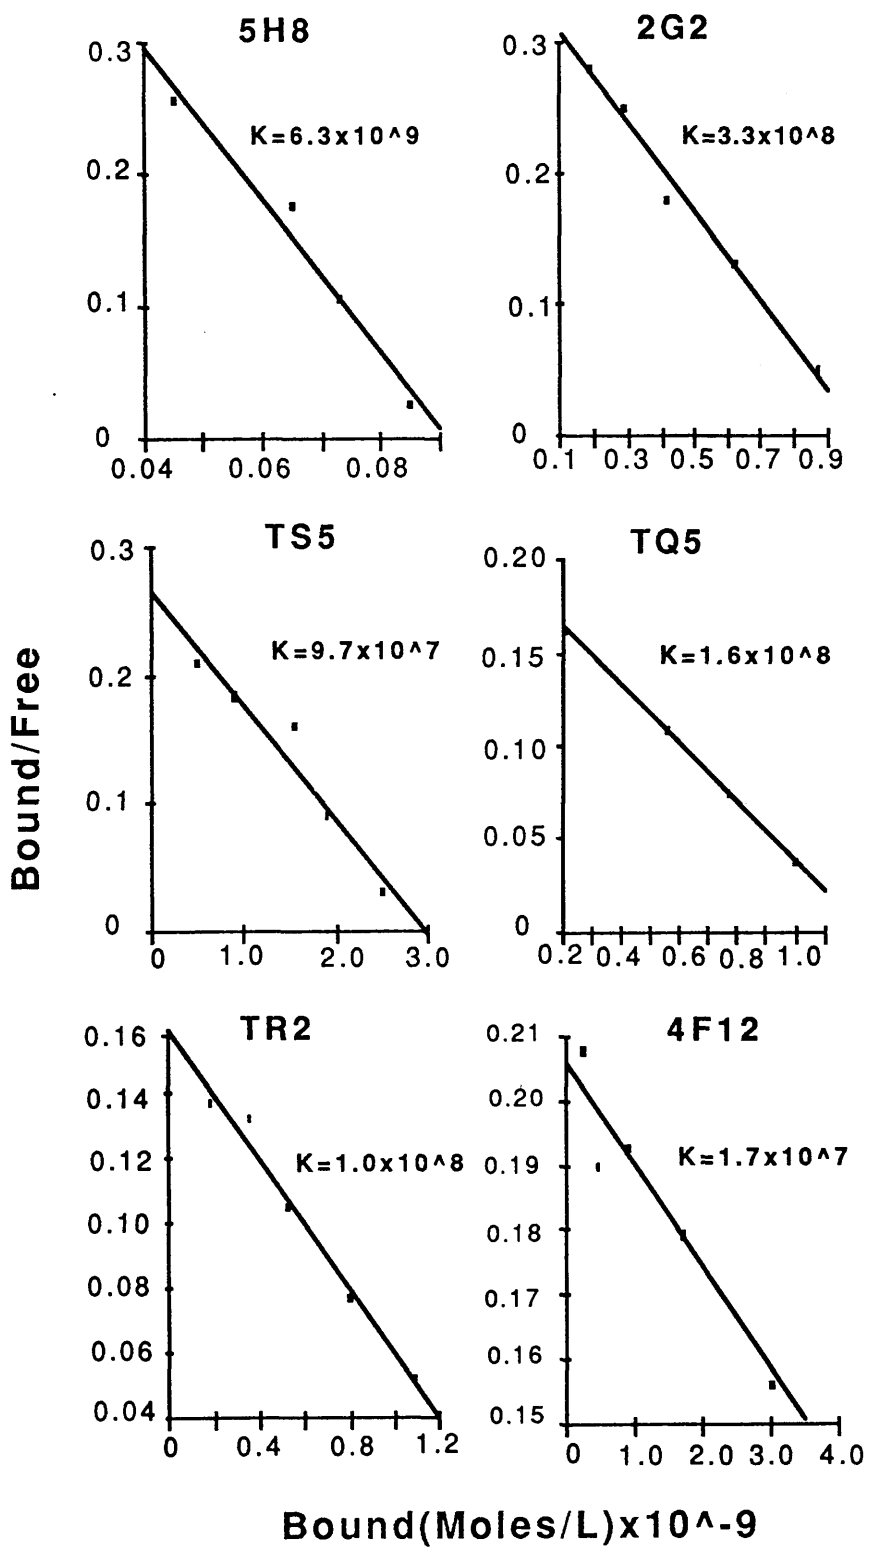 5H8
0.3
0.2
0.1
0
0.04 0.06 0.08
K=6.3x10^9
2G2
0.3
0.2
0.1
0
0.1 0.3 0.5 0.7 0.9
K=3.3x10^8
TS5
0.3
0.2
0.1
0
0 1.0 2.0 3.0
K=9.7x10^7
TQ5
0.20
0.15
0.10
0.05
0
0.2 0.4 0.6 0.8 1.0
K=1.6x10^8
Bound/Free
TR2
0.16
0.14
0.12
0.10
0.08
0.06
0.04
0 0.4 0.8 1.2
K=1.0x10^8
4F12
0.21
0.20
0.19
0.18
0.17
0.16
0.15
0 1.0 2.0 3.0 4.0
K=1.7x10^7
Bound(Moles/L)x10^-9